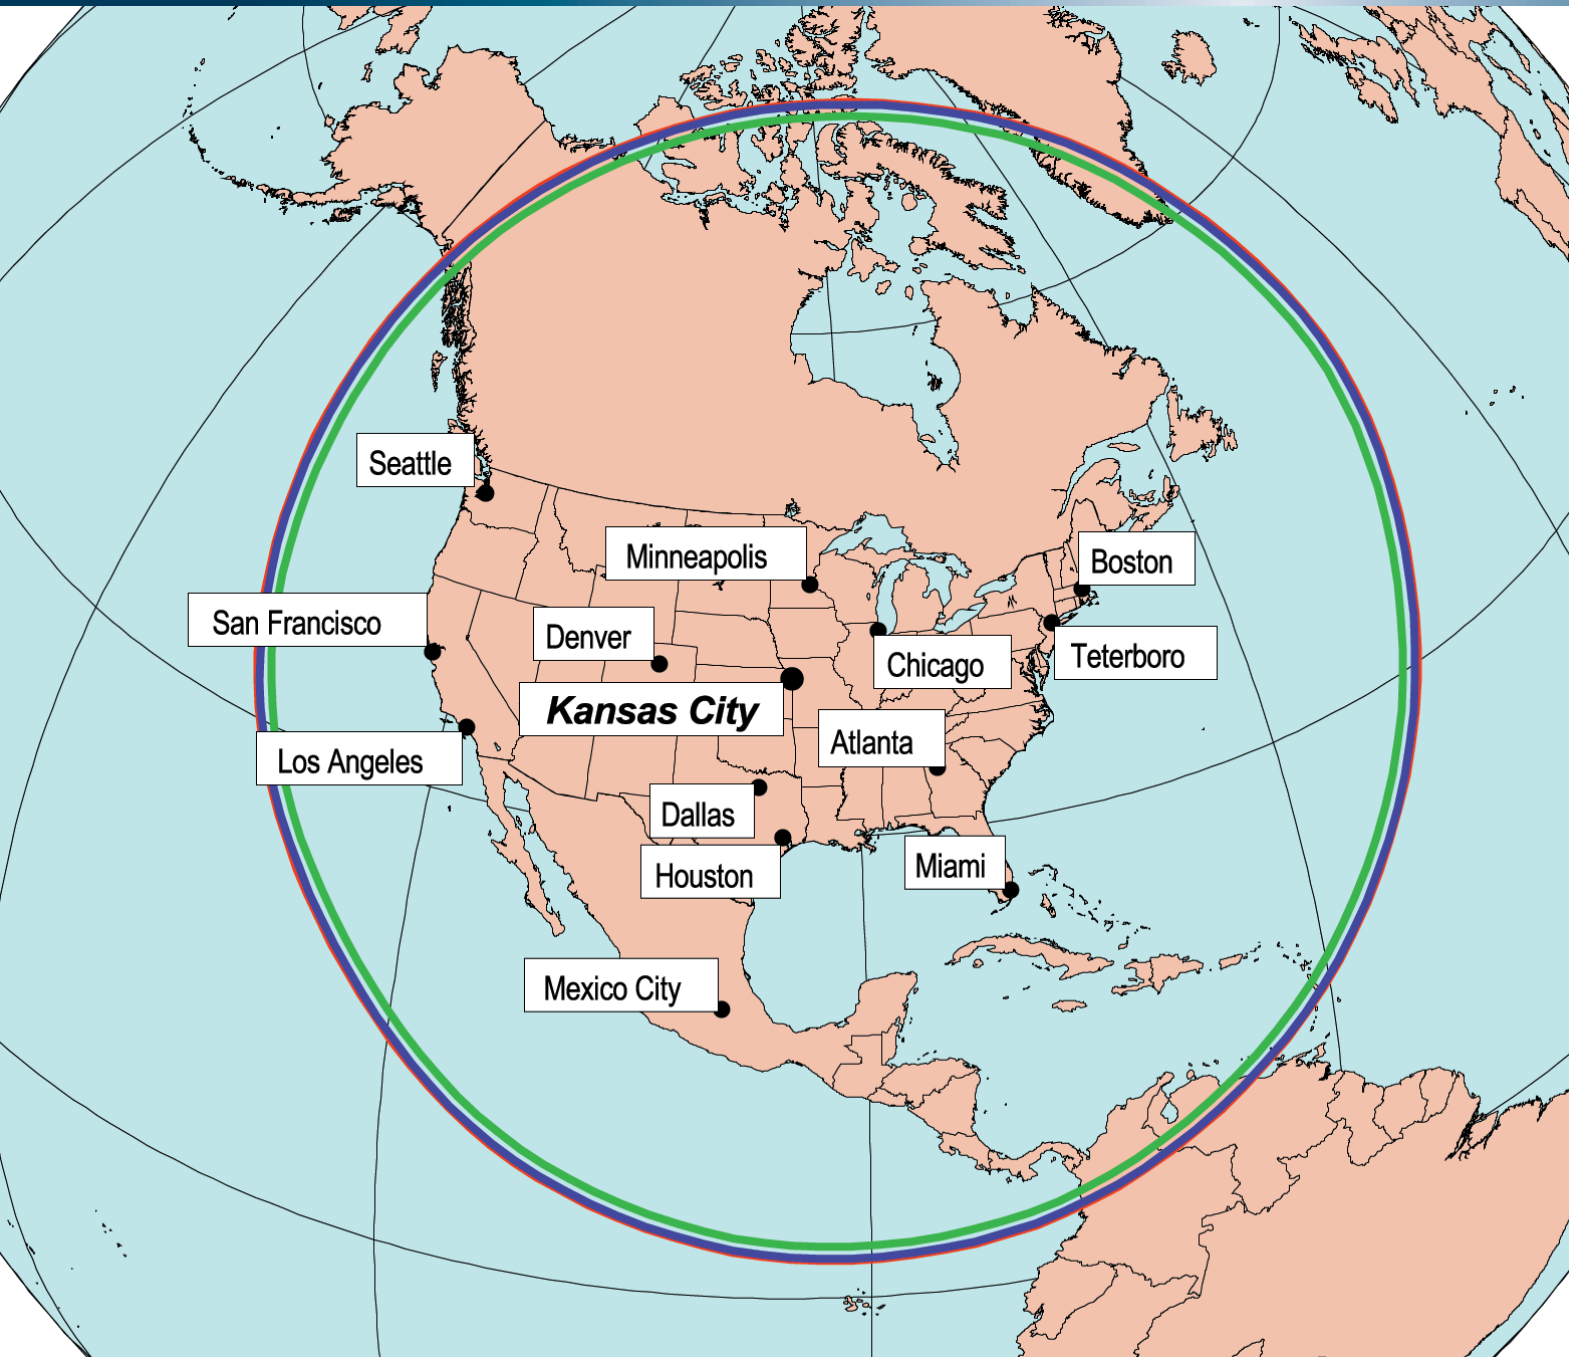 Seattle
Minneapolis
Boston
San Francisco
Denver
Chicago
Teterboro
Kansas City
Atlanta
Los Angeles
Dallas
Miami
Houston
Mexico City